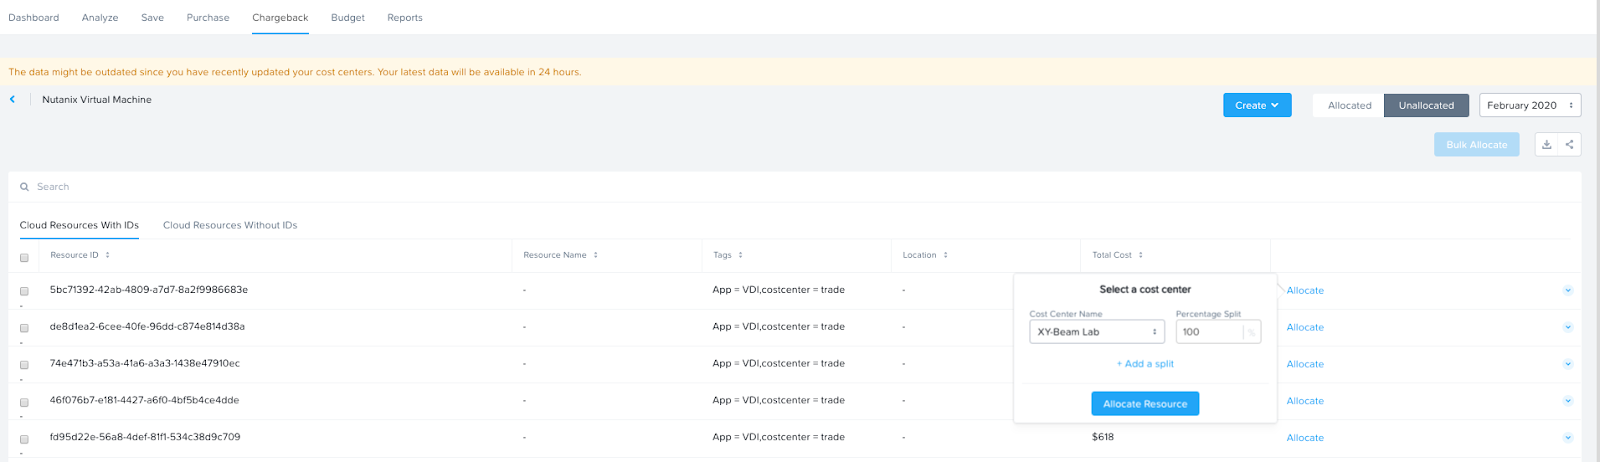 Dashboard Analyze Save Purchase Chargeback Budget Reports
The data might be outdated since you have recently updated your cost centers. Your latest data will be available in 24 hours.
Nutanix Virtual Machine Create Allocated Unallocated February 2020
Bulk Allocate
Search
Cloud Resources With IDs Cloud Resources Without IDs
Resource ID Resource Name Tags Location Total Cost
5bc71392-42ab-4809-a7d7-8a2f9986683e - App = VDI,costcenter = trade - Allocate
-
de8d1ea2-6cee-40fe-96dd-c874e814d38a - App = VDI,costcenter = trade - Allocate
-
74e471b3-a53a-41a6-a3a3-1438e47910ec - App = VDI,costcenter = trade - Allocate
-
46f076b7-e181-4427-a6f0-4bf5b4ce4dde - App = VDI,costcenter = trade - Allocate
-
fd95d22e-56a8-4def-81f1-534c38d9c709 - App = VDI,costcenter = trade - $618 Allocate
-
Select a cost center
Cost Center Name Percentage Split
XY-Beam Lab 100 %
+ Add a split
Allocate Resource